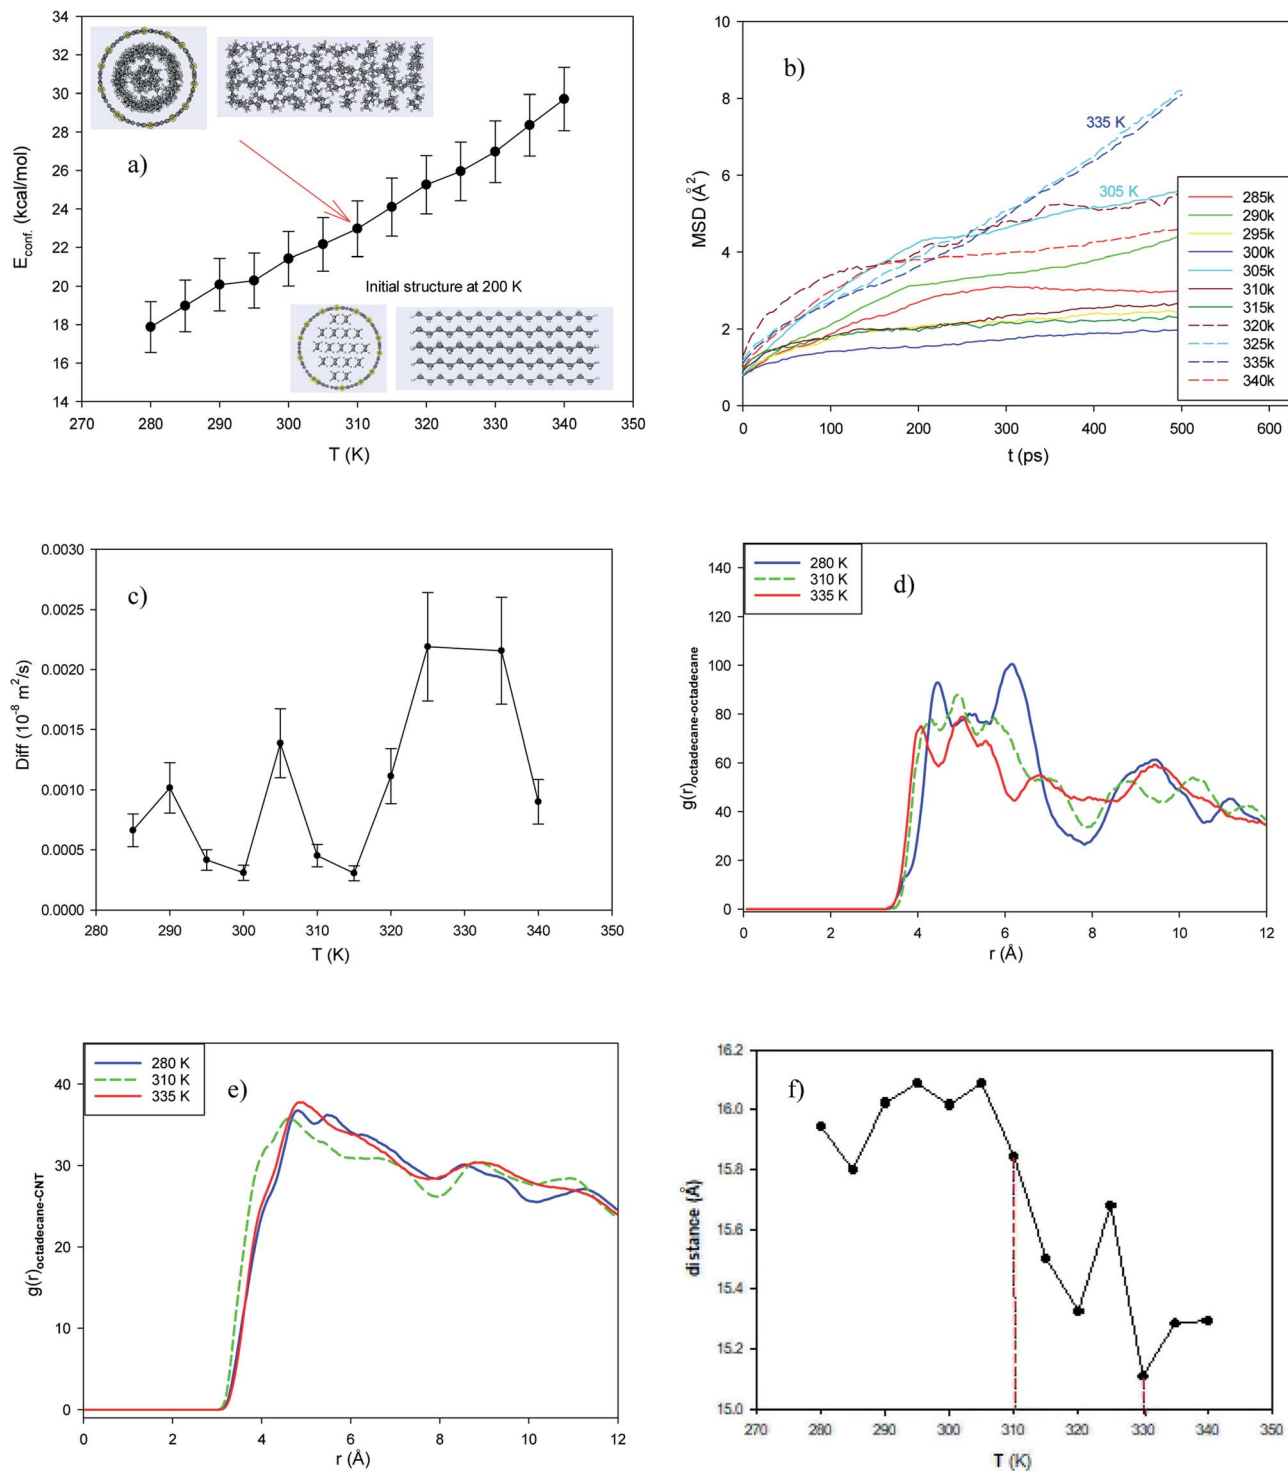 34
32
30
28
26
24
22
20
18
16
14
E conf. (kcal/mol)
a)
Initial structure at 200 K
270 280 290 300 310 320 330 340 350
T (K)
10
8
6
4
2
0
MSD (Å²)
b)
335 K
305 K
285k
290k
295k
300k
305k
310k
315k
320k
325k
335k
340k
0 100 200 300 400 500 600
t (ps)
0.0030
0.0025
0.0020
0.0015
0.0010
0.0005
0.0000
Diff (10⁻⁸ m²/s)
c)
280 290 300 310 320 330 340 350
T (K)
140
120
100
80
60
40
20
0
g(r)octadecane-octadecane
280 K
310 K
335 K
d)
0 2 4 6 8 10 12
r (Å)
40
30
20
10
0
g(r)octadecane-CNT
280 K
310 K
335 K
e)
0 2 4 6 8 10 12
r (Å)
16.2
16.0
15.8
15.6
15.4
15.2
15.0
distance (Å)
f)
270 280 290 300 310 320 330 340 350
T (K)